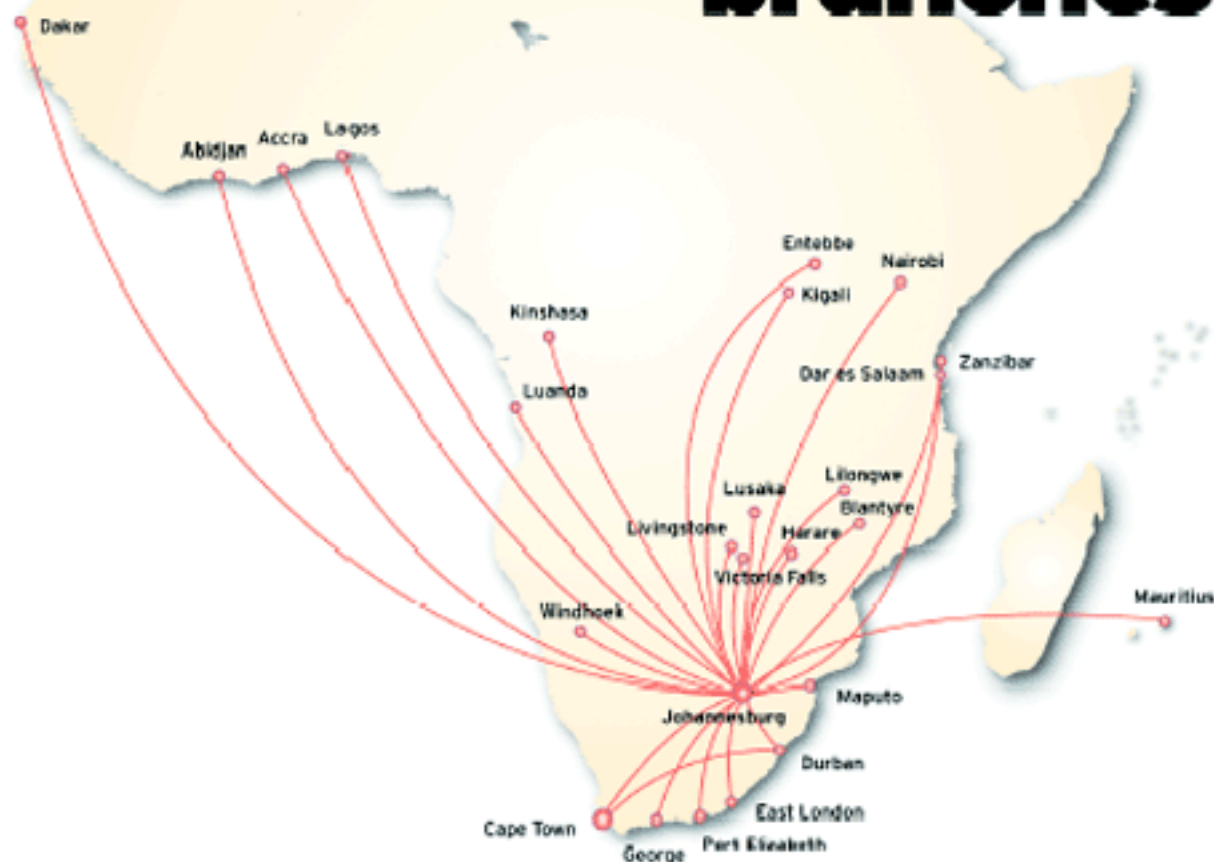 branches
Dakar
Abidjan
Accra
Lagos
Entebbe
Nairobi
Kigali
Kinshasa
Zanzibar
Dar es Salaam
Luanda
Lilongwe
Lusaka
Blantyre
Livingstone
Harare
Victoria Falls
Mauritius
Windhoek
Maputo
Johannesburg
Durban
East London
Cape Town
Port Elizabeth
George